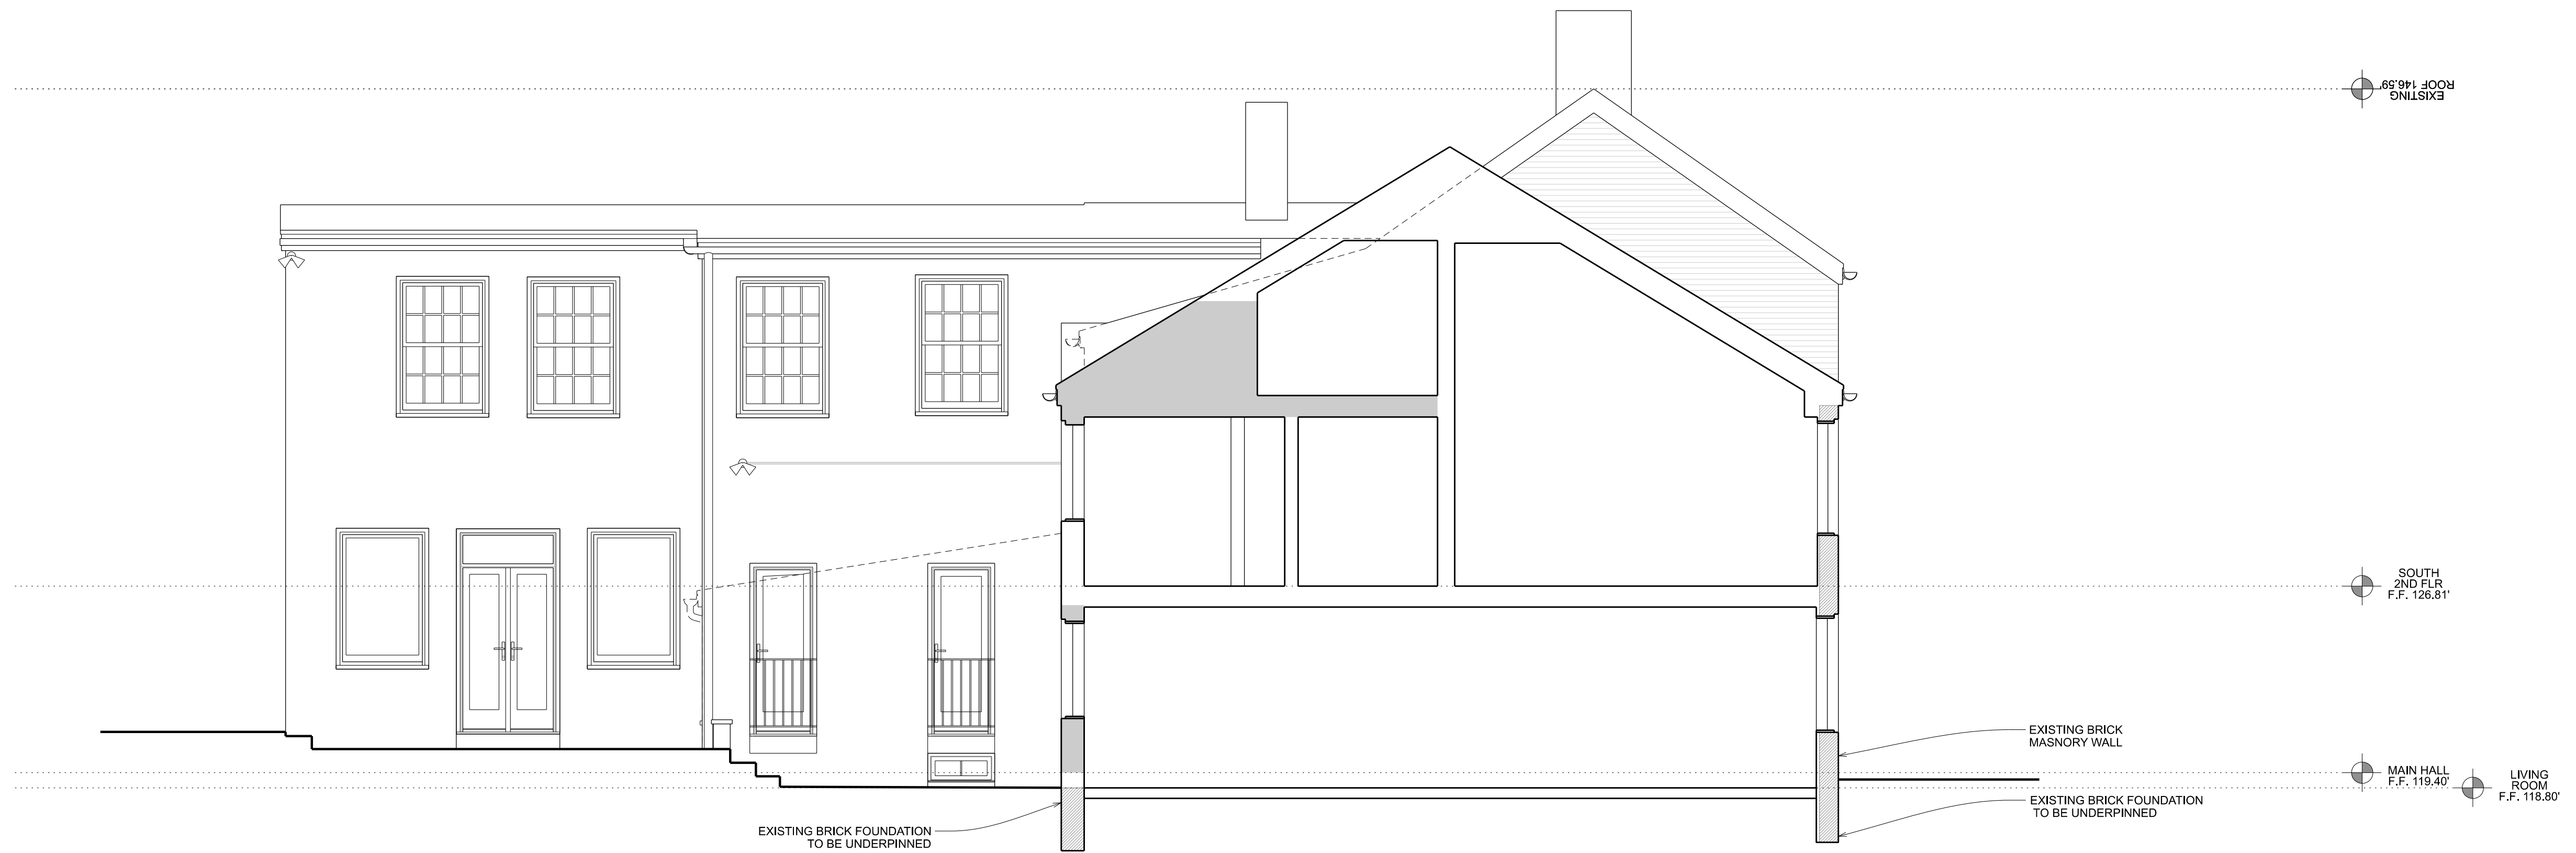 EXISTING
ROOF 146.59'
SOUTH
2ND FLR
F.F. 126.81'
EXISTING BRICK
MASNORY WALL
MAIN HALL
F.F. 119.40'
LIVING
ROOM
F.F. 118.80'
EXISTING BRICK FOUNDATION
TO BE UNDERPINNED
EXISTING BRICK FOUNDATION
TO BE UNDERPINNED